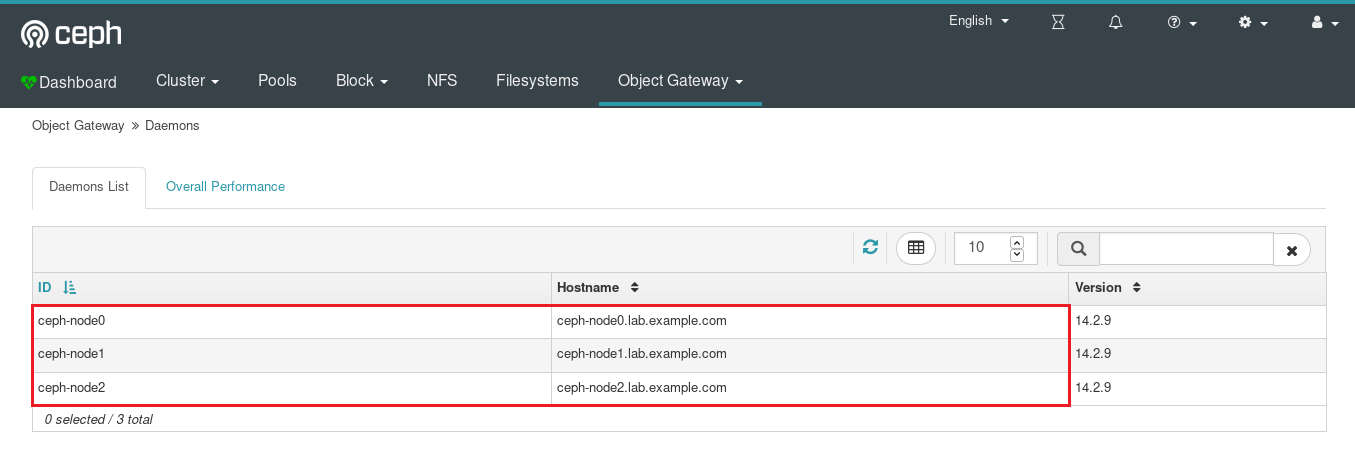 ceph
English
Dashboard Cluster Pools Block NFS Filesystems Object Gateway
Object Gateway » Daemons
Daemons List Overall Performance
10
ID Hostname Version
ceph-node0 ceph-node0.lab.example.com 14.2.9
ceph-node1 ceph-node1.lab.example.com 14.2.9
ceph-node2 ceph-node2.lab.example.com 14.2.9
0 selected / 3 total